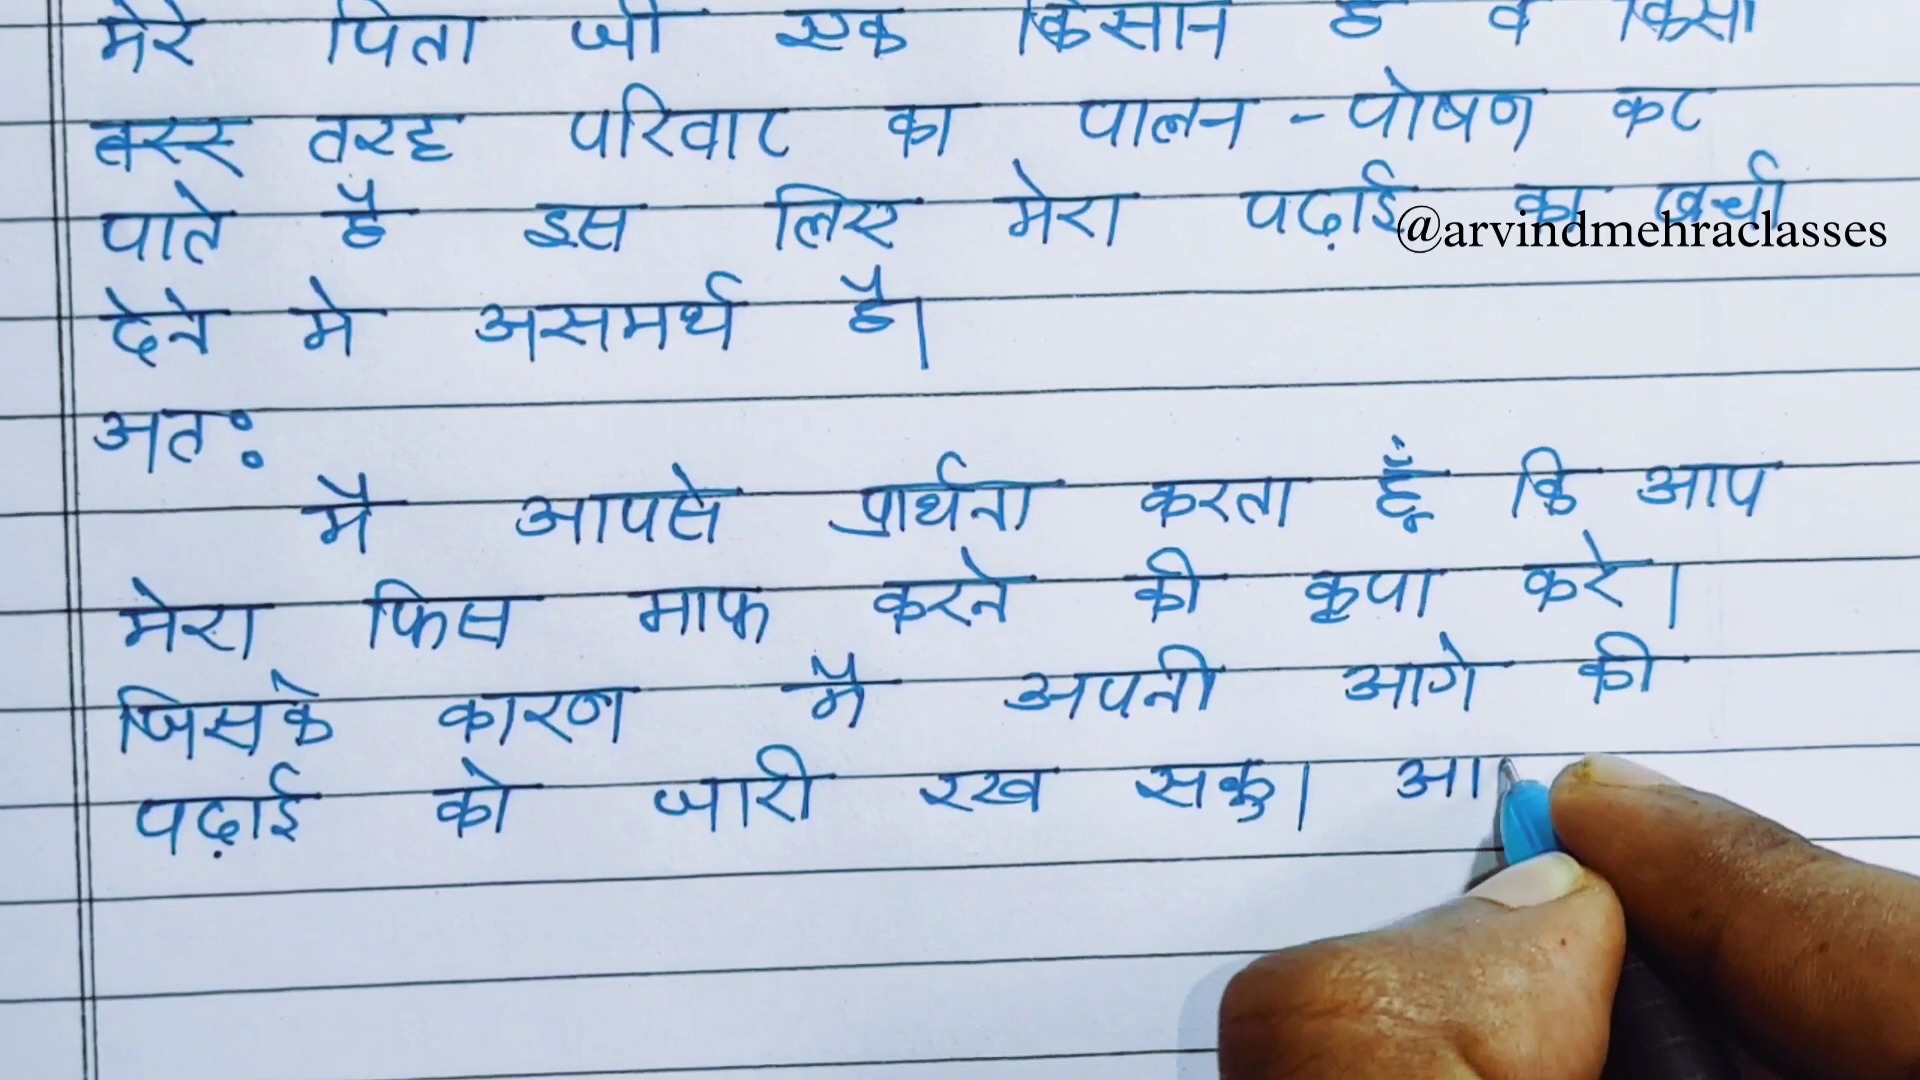 मेरे पिता जी एक किसान है वे किसी
तरह परिवार का पालन-पोषण कर
पाते है इस लिए मेरा पढ़ाई का खर्चा
@arvindmehraclasses
देने मे असमर्थ है।
अतः
मै आपसे प्रार्थना करता हूँ कि आप
मेरा फिस माफ करने की कृपा करे।
जिसके कारण मै अपनी आगे की
पढ़ाई को जारी रख सकु। आ